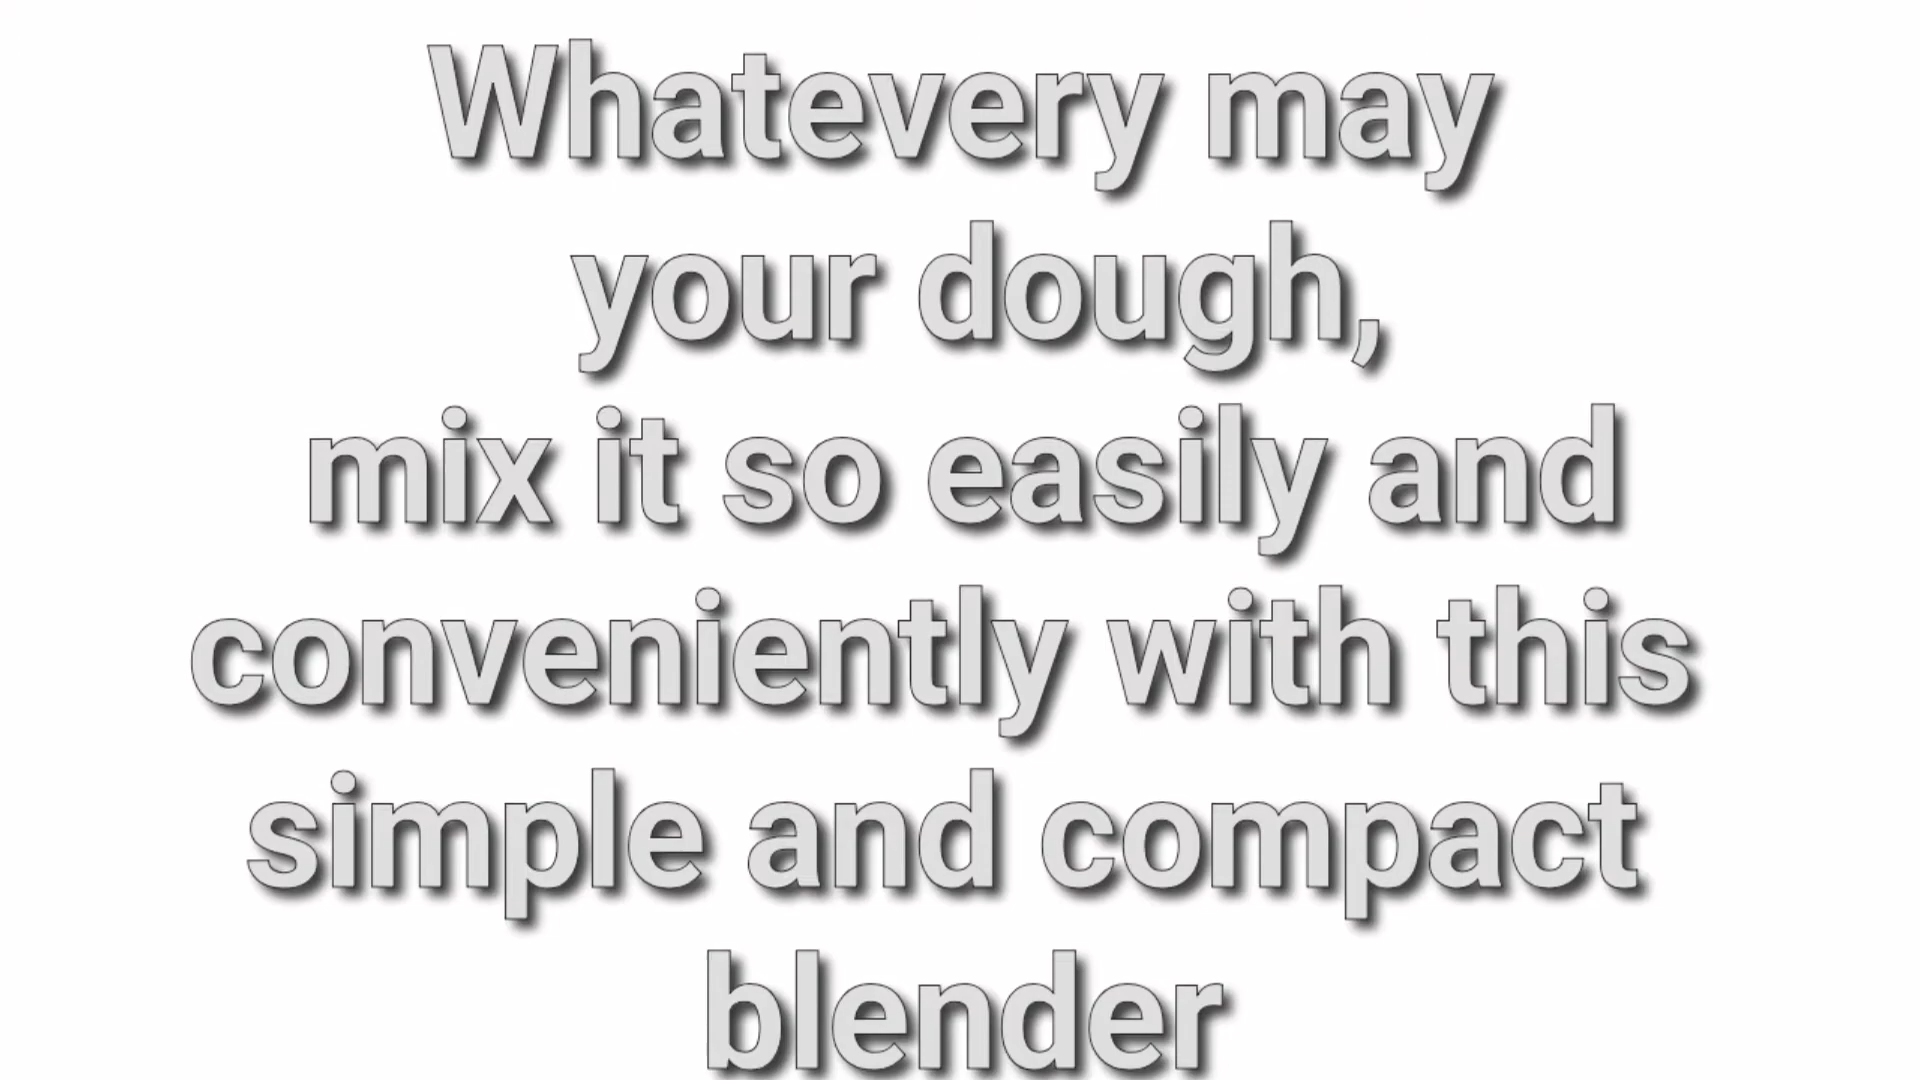 Whatevery may
your dough,
mix it so easily and
conveniently with this
simple and compact
blender